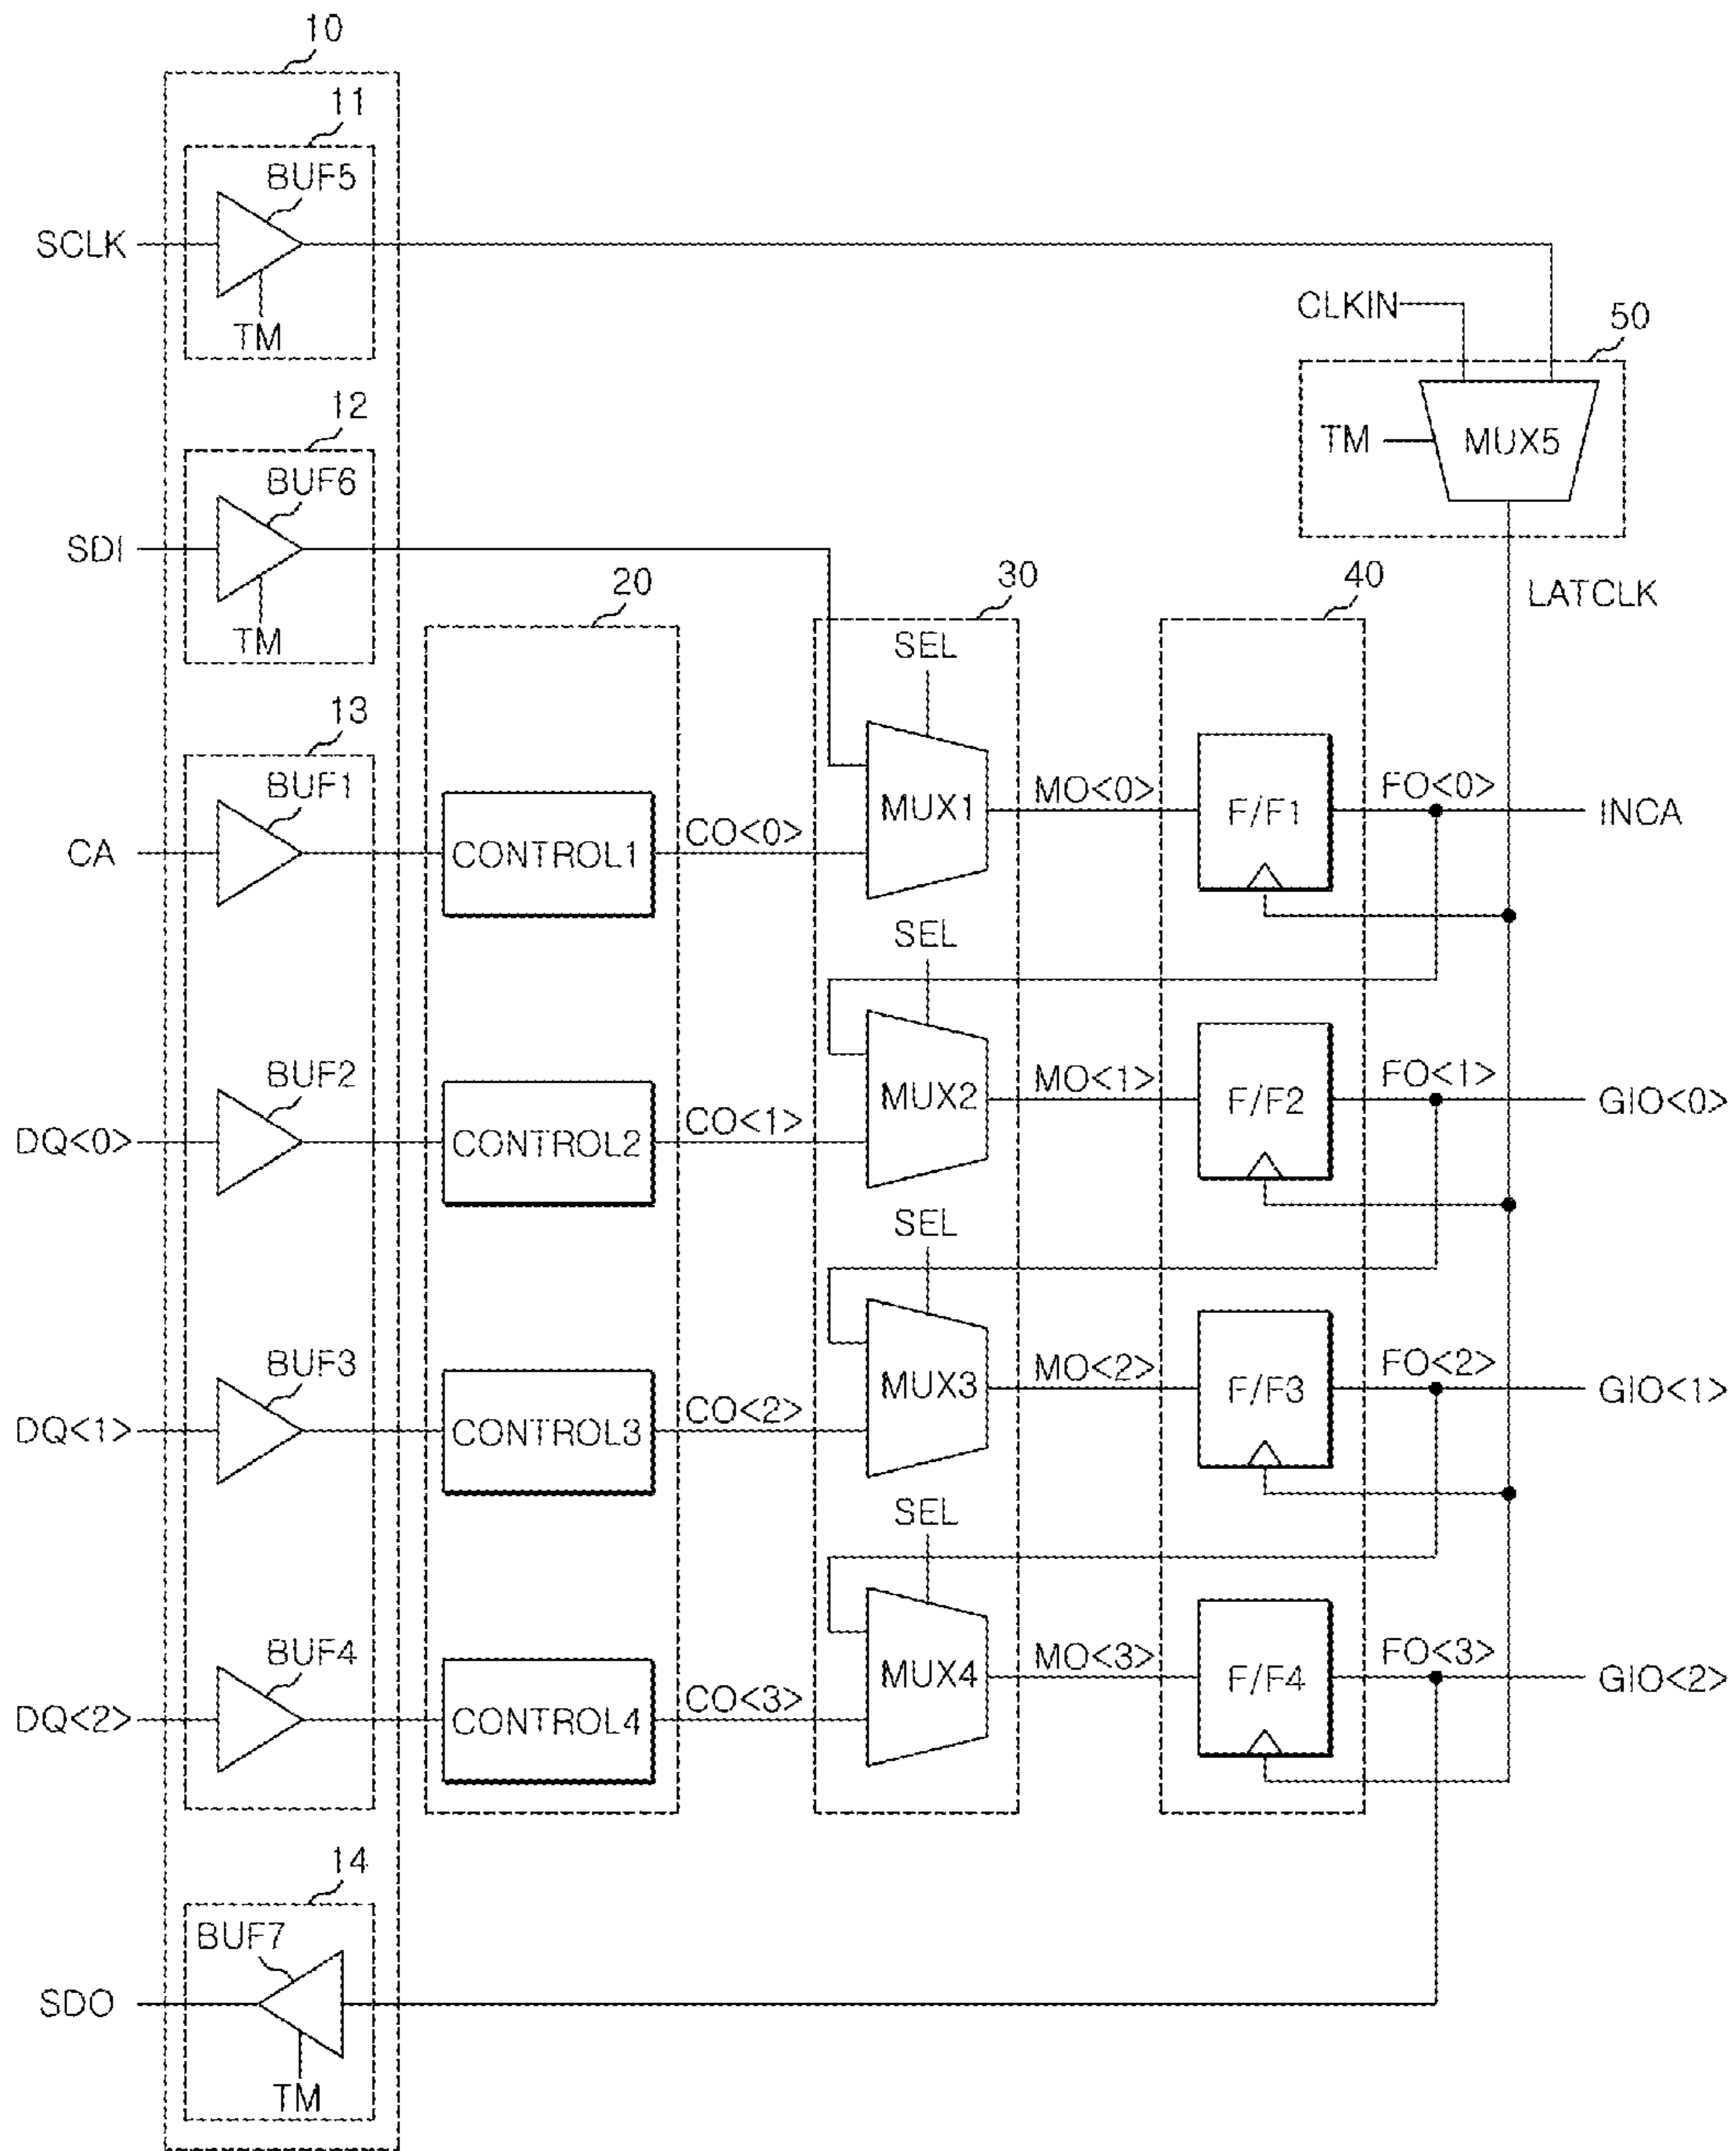 10
11
BUF5
SCLK
TM
CLKIN
50
TM
MUX5
12
BUF6
SDI
TM
20
30
40
LATCLK
SEL
13
BUF1
CA
CONTROL1
CO<0>
MUX1
MO<0>
F/F1
FO<0>
INCA
SEL
BUF2
DQ<0>
CONTROL2
CO<1>
MUX2
MO<1>
F/F2
FO<1>
GIO<0>
SEL
BUF3
DQ<1>
CONTROL3
CO<2>
MUX3
MO<2>
F/F3
FO<2>
GIO<1>
SEL
BUF4
DQ<2>
CONTROL4
CO<3>
MUX4
MO<3>
F/F4
FO<3>
GIO<2>
14
BUF7
SDO
TM